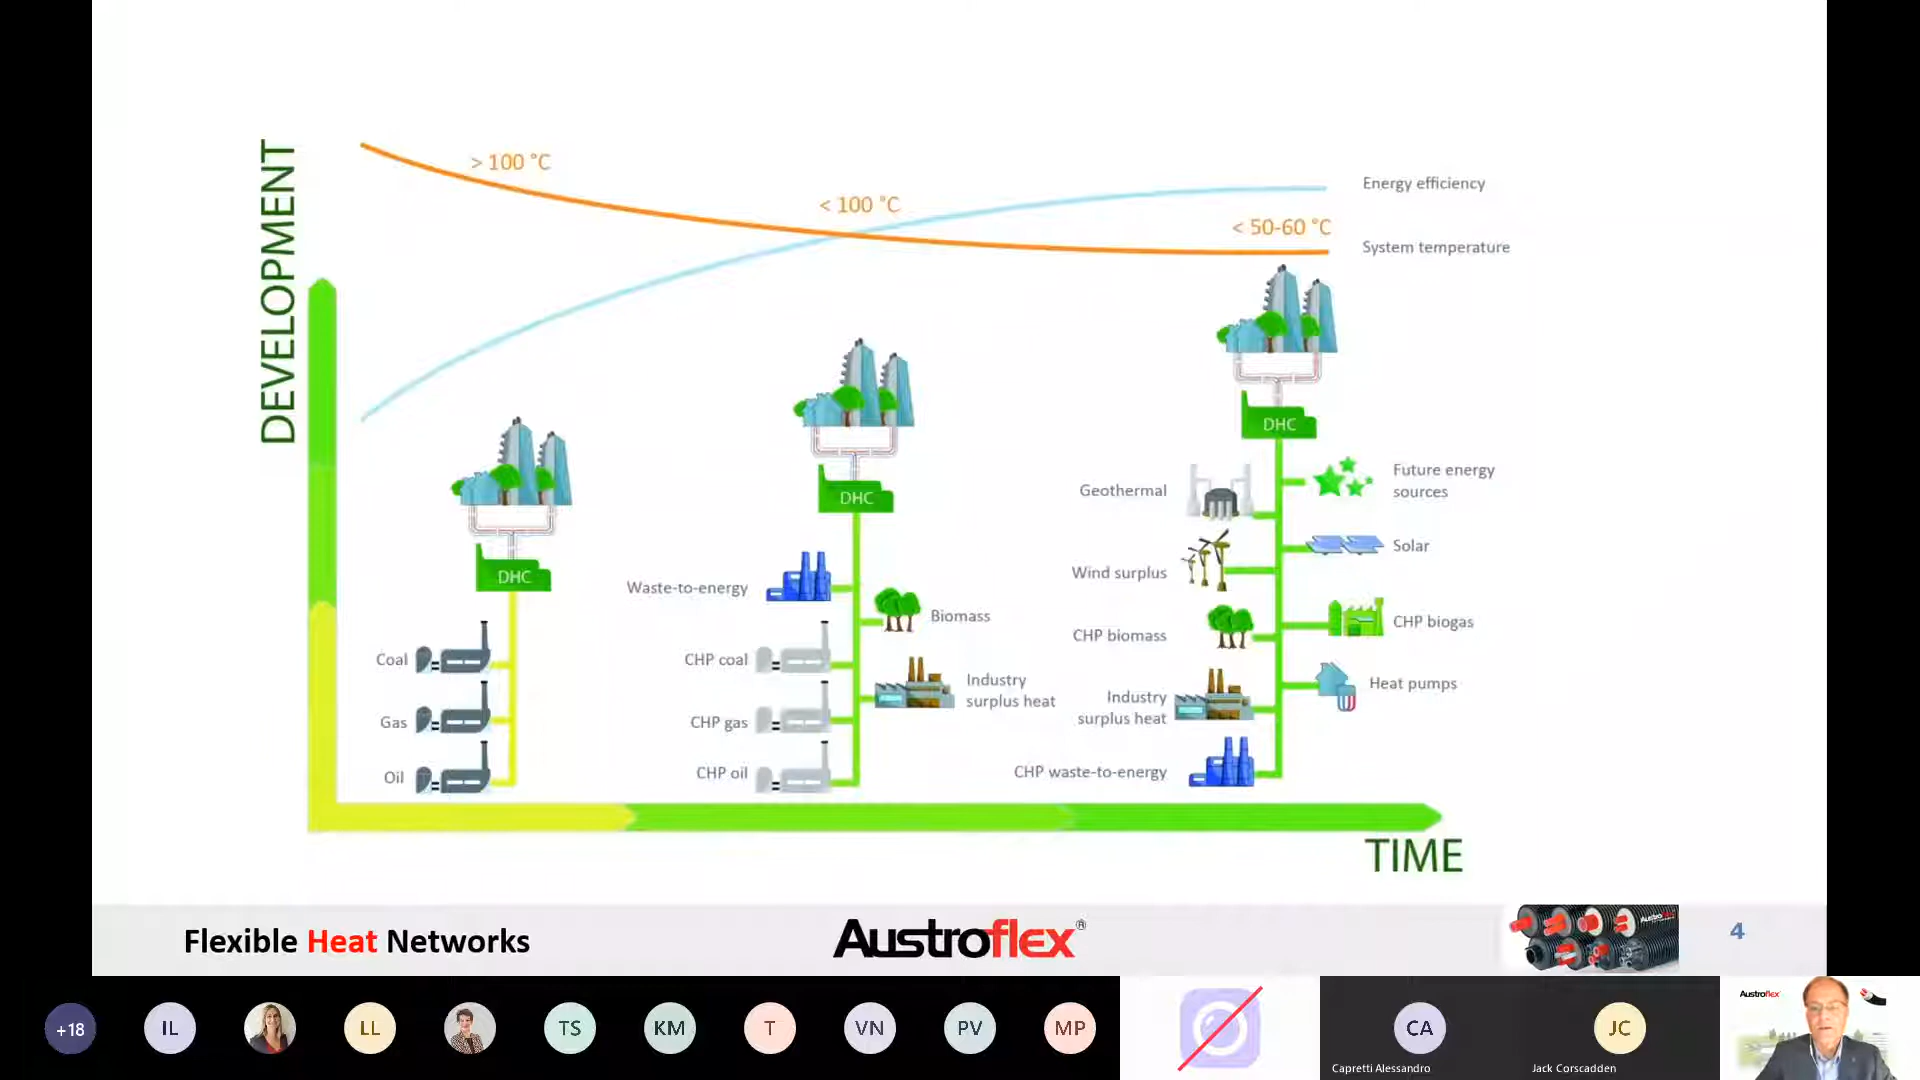 DEVELOPMENT
> 100 °C
< 100 °C
< 50-60 °C
Energy efficiency
System temperature
DHC
Coal
Gas
Oil
DHC
Waste-to-energy
Biomass
CHP coal
Industry
surplus heat
CHP gas
CHP oil
DHC
Geothermal
Future energy
sources
Wind surplus
Solar
CHP biomass
CHP biogas
Industry
surplus heat
Heat pumps
CHP waste-to-energy
TIME
Flexible Heat Networks
Austroflex®
4
+18
IL
LL
TS
KM
T
VN
PV
MP
CA
Capretti Alessandro
JC
Jack Corscadden
Austroflex